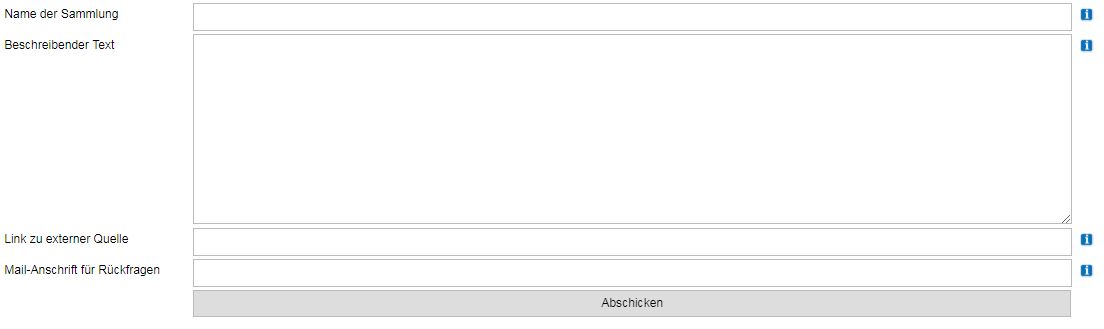 Name der Sammlung
Beschreibender Text
Link zu externer Quelle
Mail-Anschrift für Rückfragen
Abschicken